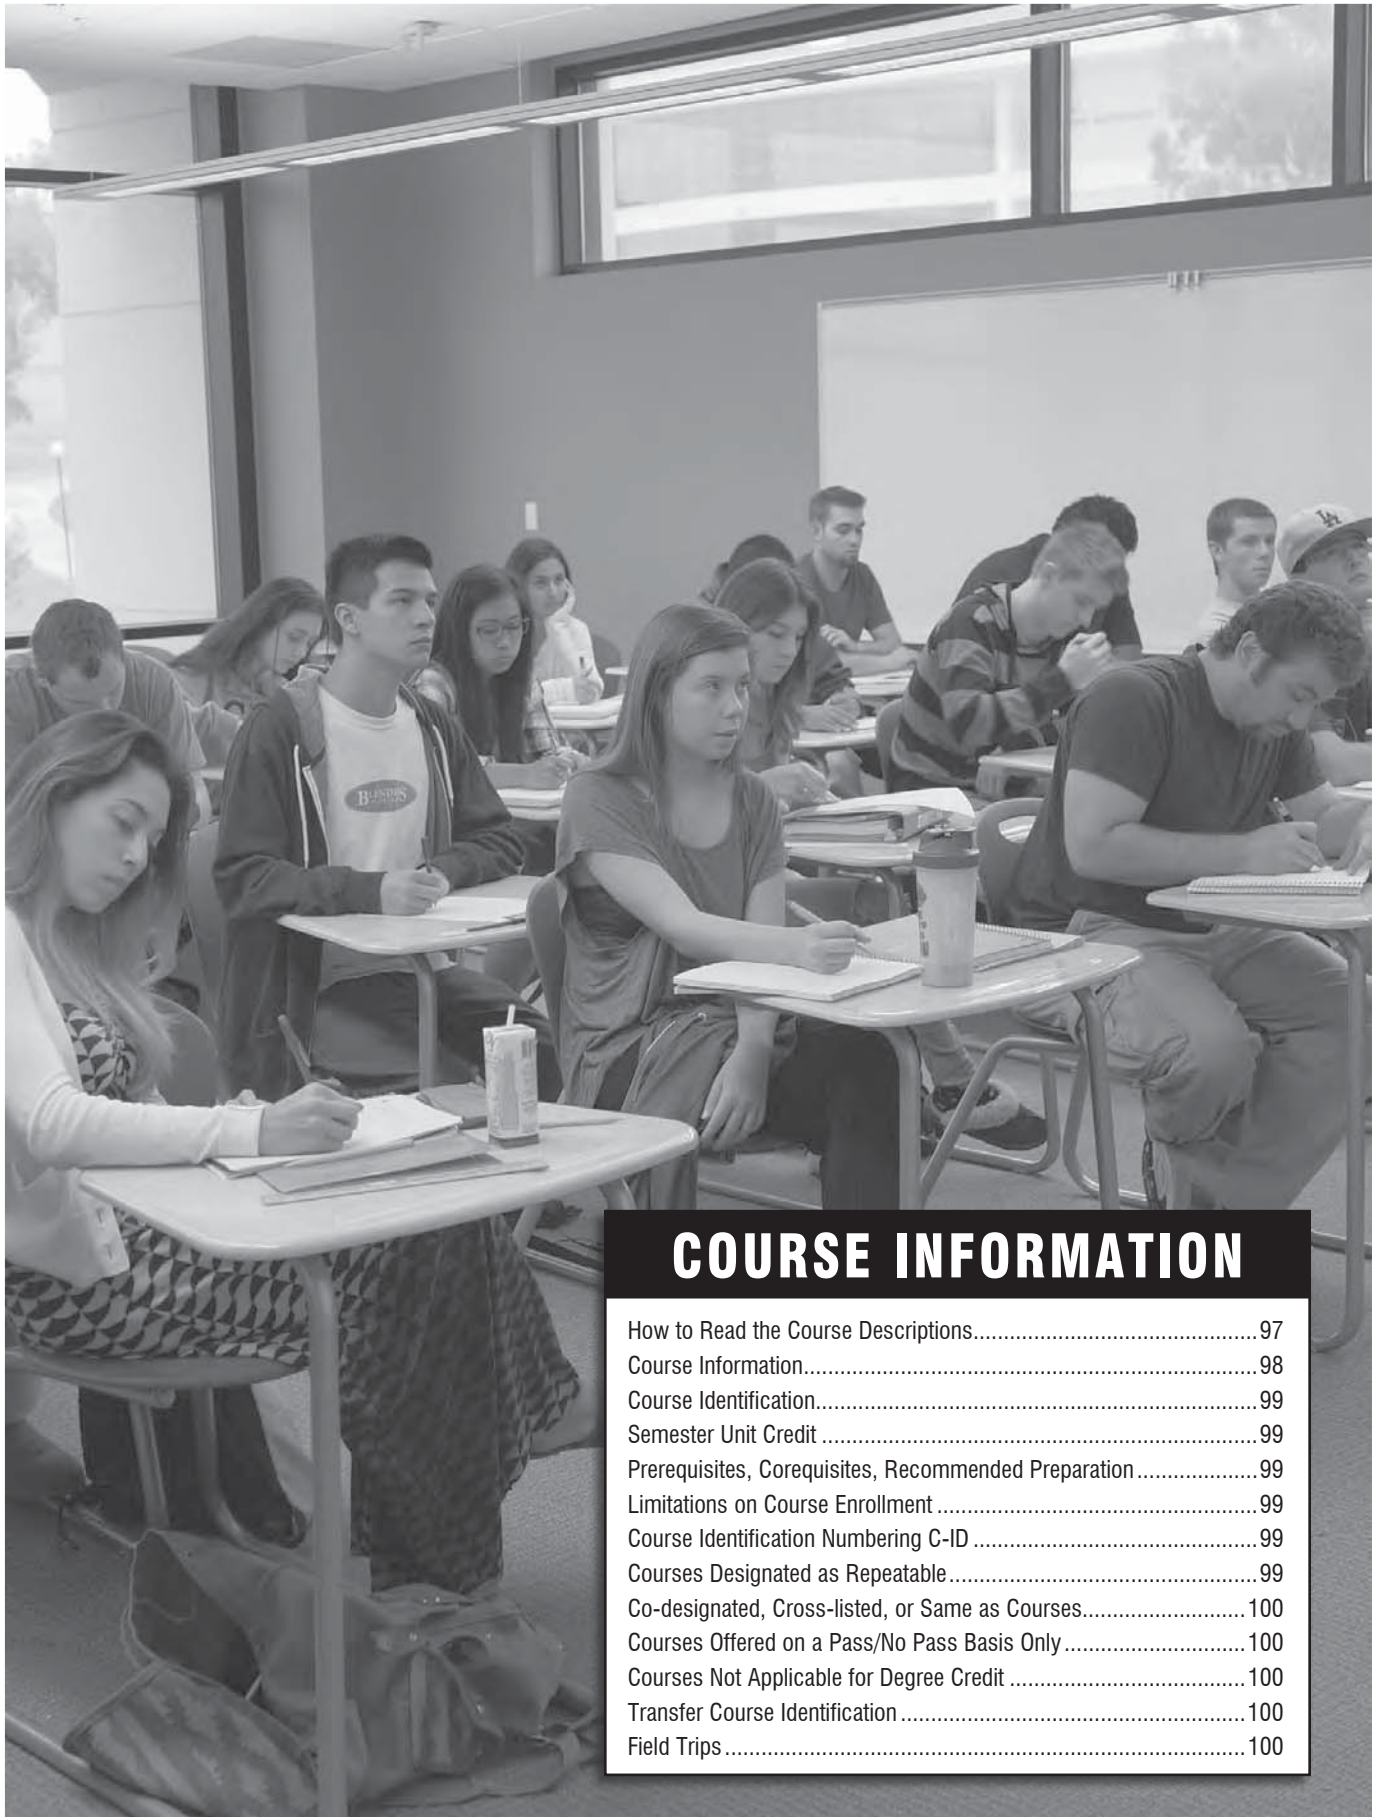 LA
BLENDERS
COURSE INFORMATION
How to Read the Course Descriptions...............................................97
Course Information...........................................................................98
Course Identification.........................................................................99
Semester Unit Credit ........................................................................99
Prerequisites, Corequisites, Recommended Preparation....................99
Limitations on Course Enrollment .....................................................99
Course Identification Numbering C-ID ...............................................99
Courses Designated as Repeatable...................................................99
Co-designated, Cross-listed, or Same as Courses...........................100
Courses Offered on a Pass/No Pass Basis Only..............................100
Courses Not Applicable for Degree Credit .......................................100
Transfer Course Identification.........................................................100
Field Trips......................................................................................100